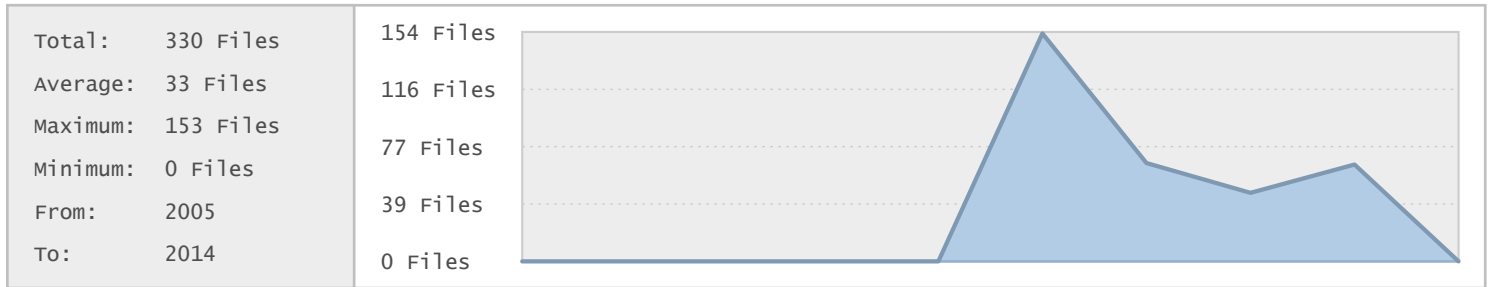 Total: 330 Files
Average: 33 Files
Maximum: 153 Files
Minimum: 0 Files
From: 2005
To: 2014
154 Files
116 Files
77 Files
39 Files
0 Files